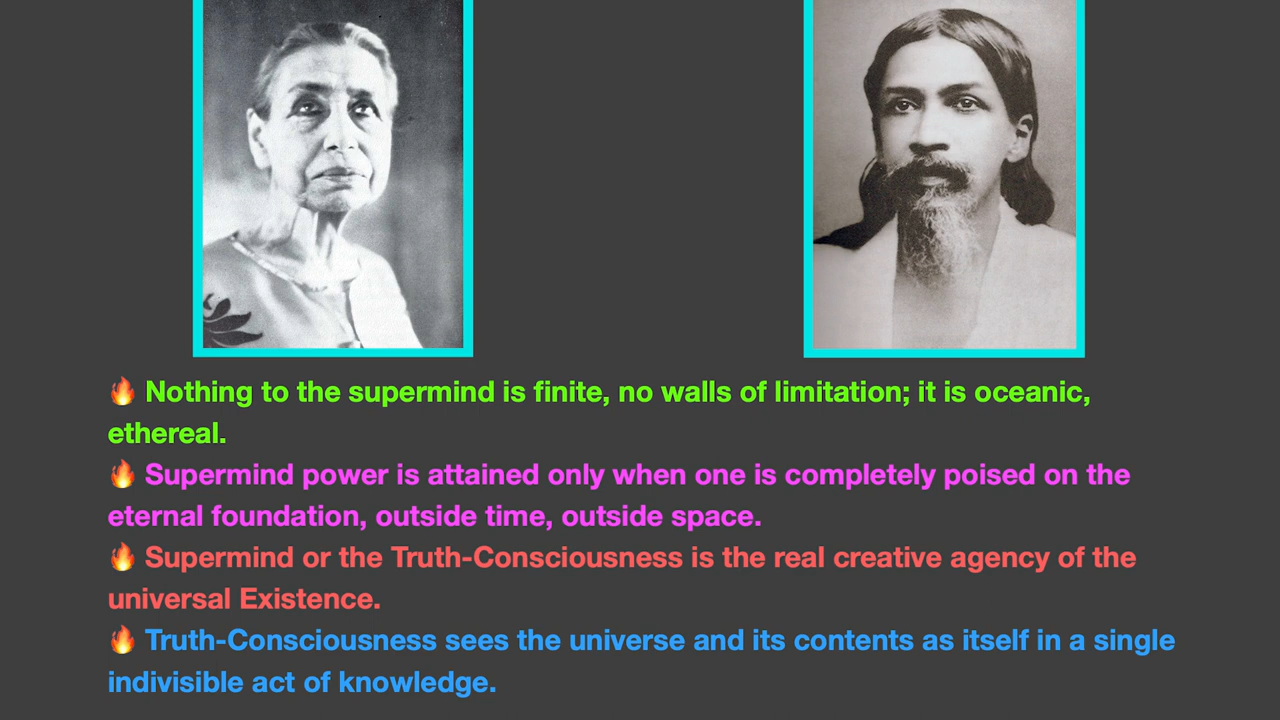 🔥 Nothing to the supermind is finite, no walls of limitation; it is oceanic,
ethereal.
🔥 Supermind power is attained only when one is completely poised on the
eternal foundation, outside time, outside space.
🔥 Supermind or the Truth-Consciousness is the real creative agency of the
universal Existence.
🔥 Truth-Consciousness sees the universe and its contents as itself in a single
indivisible act of knowledge.